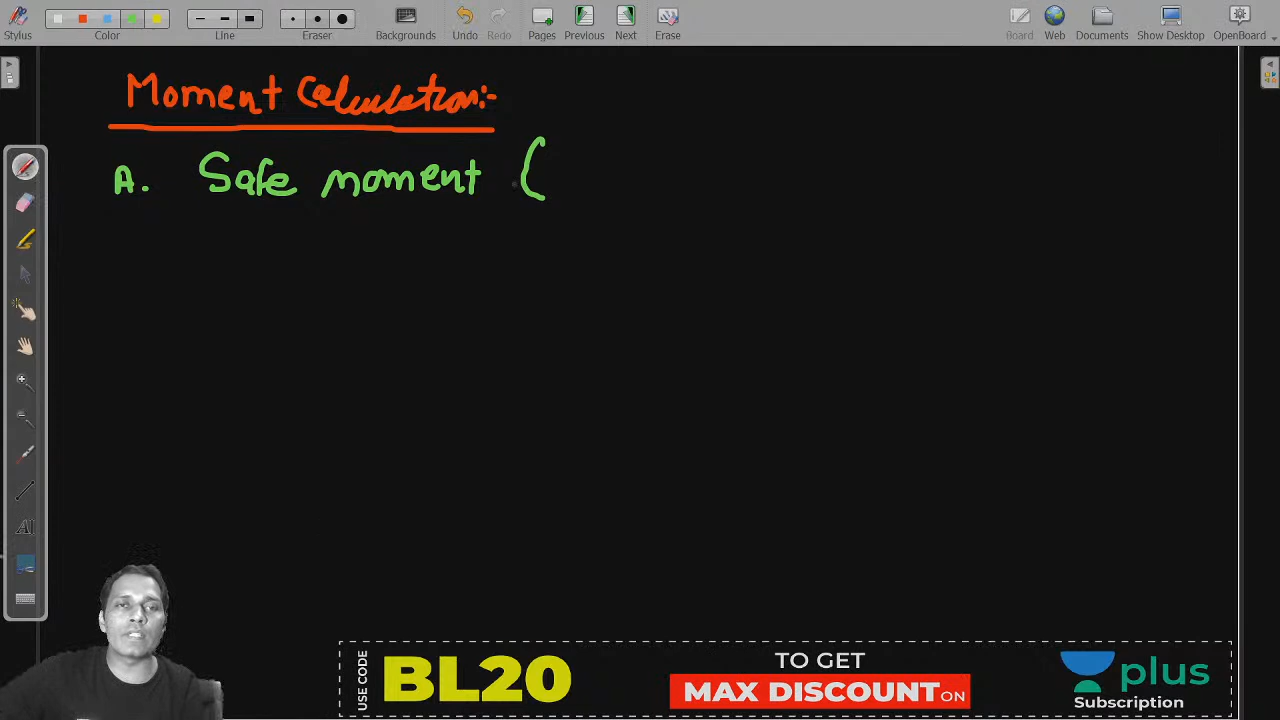 Stylus Color Line Eraser Backgrounds Undo Redo Pages Previous Next Erase Board Web Documents Show Desktop OpenBoard
Moment Calculation:-
A. Safe moment (
USE CODE
BL20
TO GET
MAX DISCOUNT ON
plus
Subscription